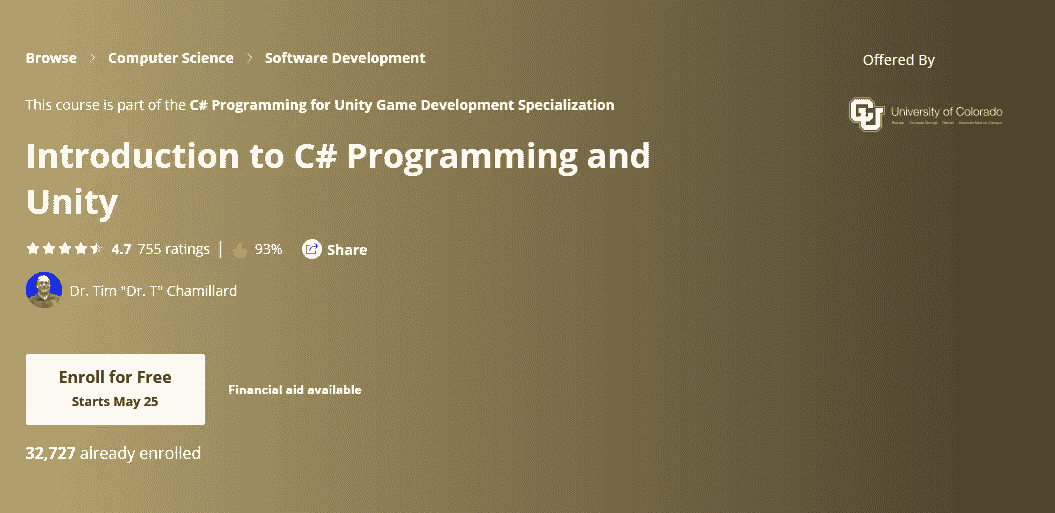 Browse > Computer Science > Software Development
Offered By
This course is part of the C# Programming for Unity Game Development Specialization
CU University of Colorado
Introduction to C# Programming and
Unity
4.7 755 ratings | 93% Share
Dr. Tim "Dr. T" Chamillard
Enroll for Free
Starts May 25
Financial aid available
32,727 already enrolled